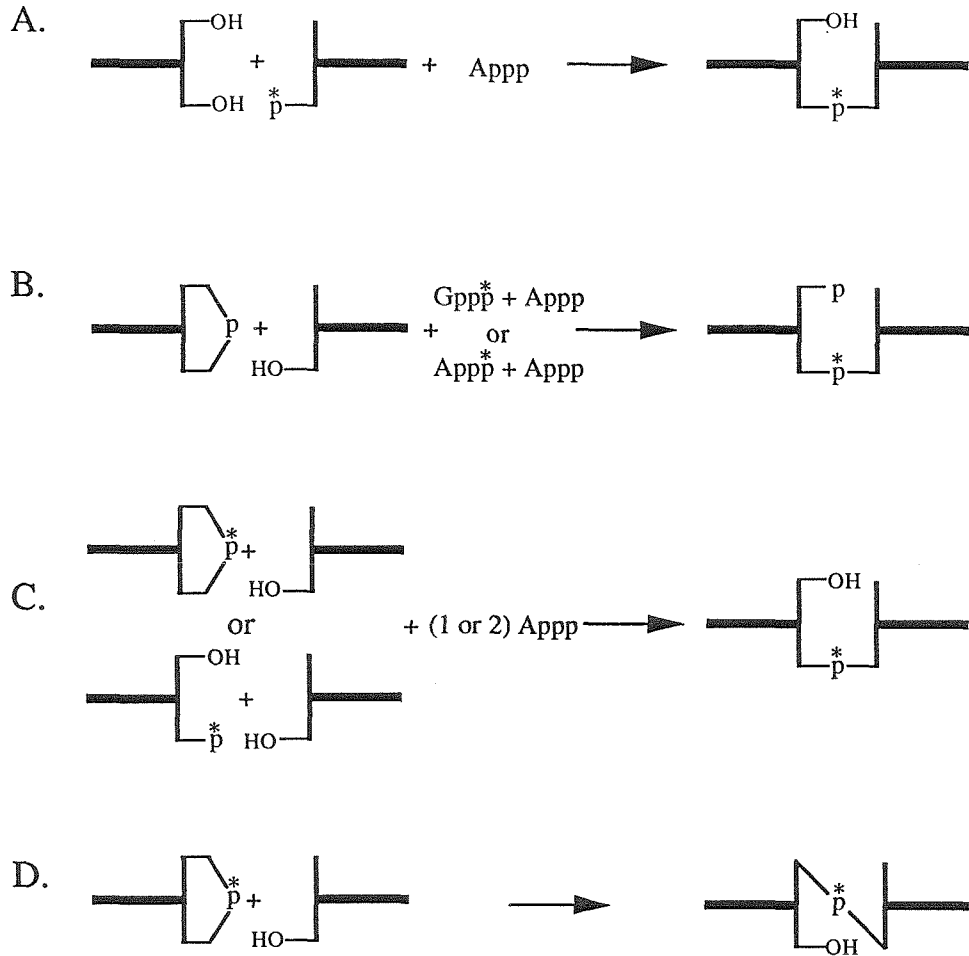 A.
OH
OH + *p + Appp
OH
*p
B.
p + HO + Gppp* + Appp
or
Appp* + Appp
p
*p
C.
*p + HO
or
OH
*p + HO
+ (1 or 2) Appp
OH
*p
D.
*p + HO
*p
OH